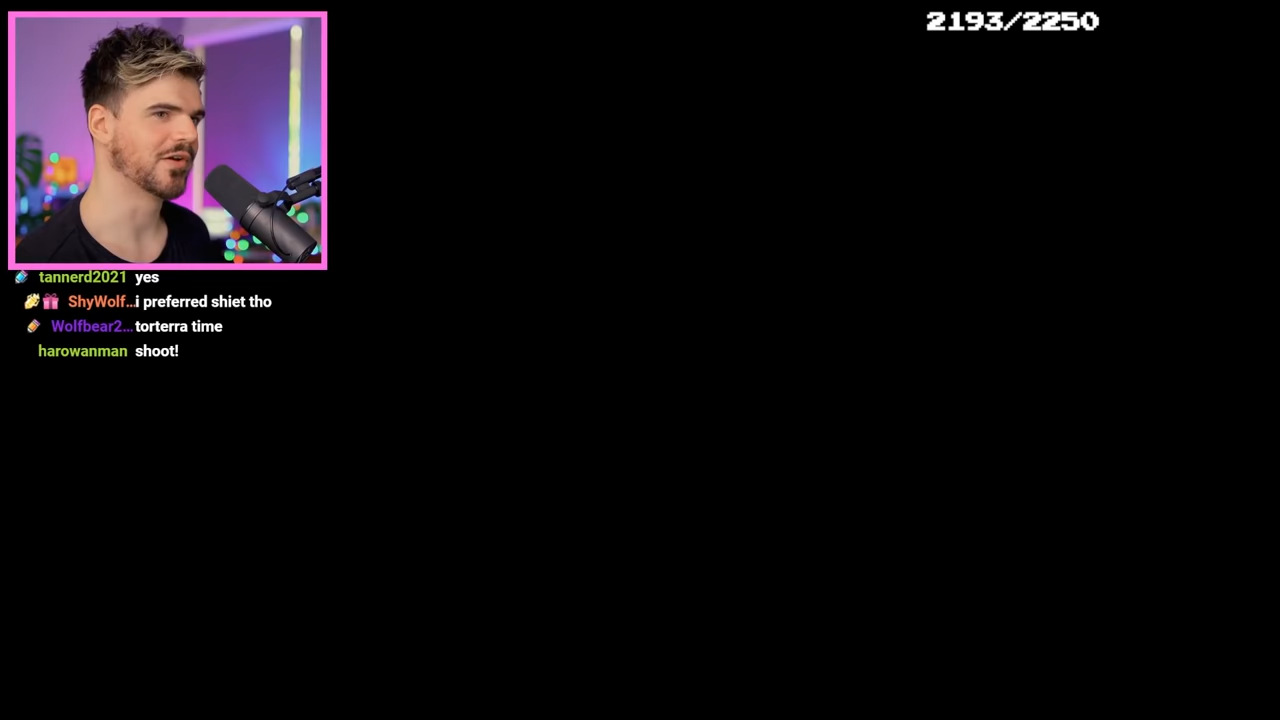 2193/2250
tannerd2021 yes
ShyWolf… i preferred shiet tho
Wolfbear2… torterra time
harowanman shoot!